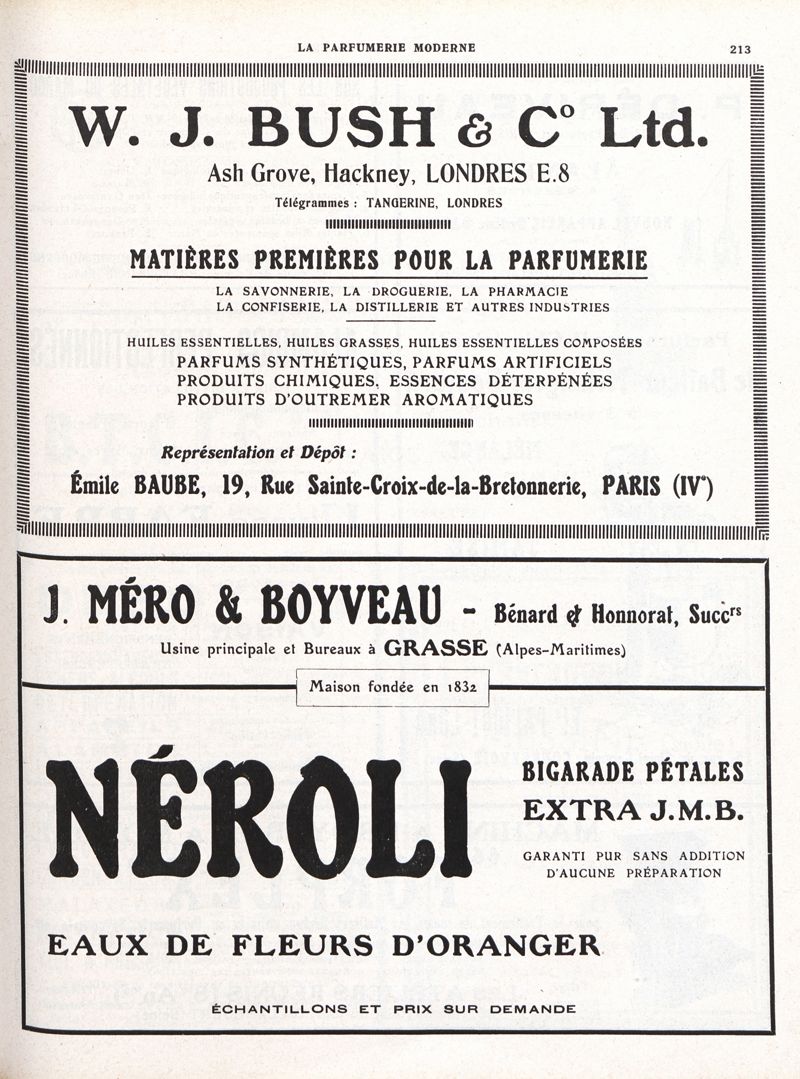 LA PARFUMERIE MODERNE
213
W. J. BUSH & Cº Ltd.
Ash Grove, Hackney, LONDRES E.8
Télégrammes : TANGERINE, LONDRES
MATIÈRES PREMIÈRES POUR LA PARFUMERIE
LA SAVONNERIE, LA DROGUERIE, LA PHARMACIE
LA CONFISERIE, LA DISTILLERIE ET AUTRES INDUSTRIES
HUILES ESSENTIELLES, HUILES GRASSES, HUILES ESSENTIELLES COMPOSÉES
PARFUMS SYNTHÉTIQUES, PARFUMS ARTIFICIELS
PRODUITS CHIMIQUES, ESSENCES DÉTERPÉNÉES
PRODUITS D'OUTREMER AROMATIQUES
Représentation et Dépôt :
Émile BAUBE, 19, Rue Sainte-Croix-de-la-Bretonnerie, PARIS (IVᵉ)
J. MÉRO & BOYVEAU - Bénard & Honnorat, Succʳˢ
Usine principale et Bureaux à GRASSE (Alpes-Maritimes)
Maison fondée en 1832
NÉROLI
BIGARADE PÉTALES
EXTRA J.M.B.
GARANTI PUR SANS ADDITION
D'AUCUNE PRÉPARATION
EAUX DE FLEURS D'ORANGER
ÉCHANTILLONS ET PRIX SUR DEMANDE